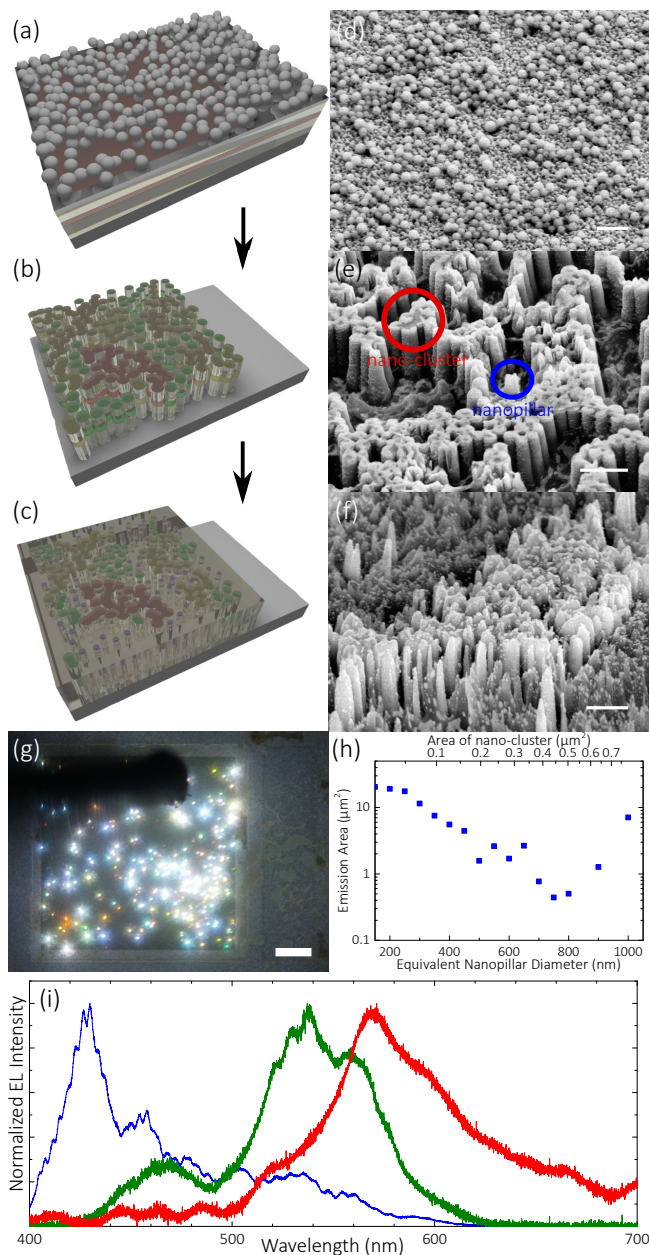 (a)
(d)
(b)
(e)
nano-cluster
nanopillar
(c)
(f)
(g)
(h)
Area of nano-cluster (μm²)
0.1 0.2 0.3 0.4 0.5 0.6 0.7
Emission Area (μm²)
10
1
0.1
200 400 600 800 1000
Equivalent Nanopillar Diameter (nm)
(i)
Normalized EL Intensity
400 500 600 700
Wavelength (nm)